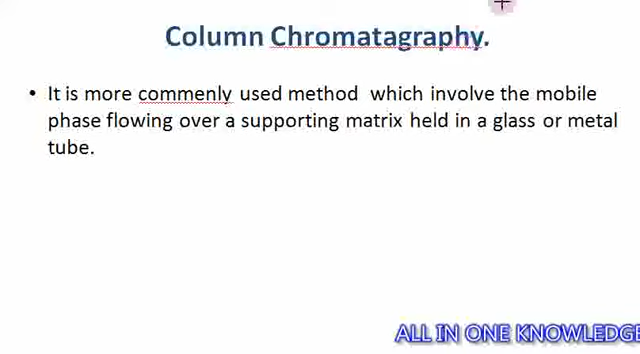 Column Chromatagraphy.
• It is more commenly used method which involve the mobile
phase flowing over a supporting matrix held in a glass or metal
tube.
ALL IN ONE KNOWLEDGE